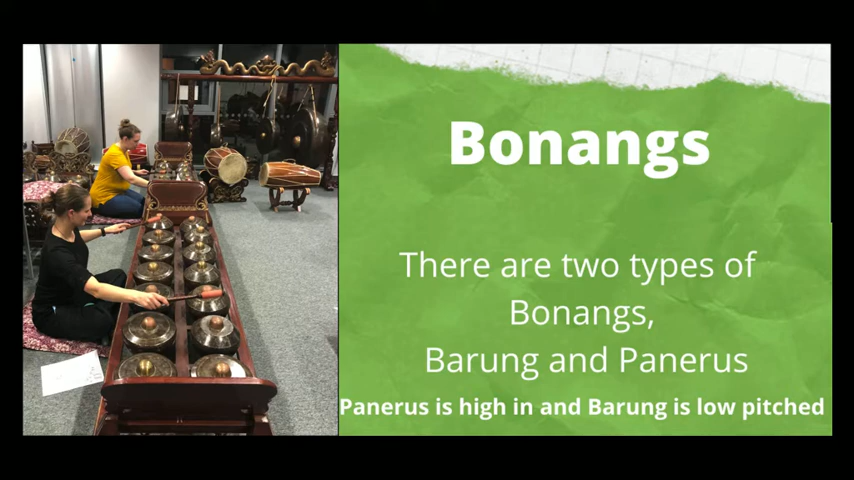 Bonangs
There are two types of
Bonangs,
Barung and Panerus
Panerus is high in and Barung is low pitched